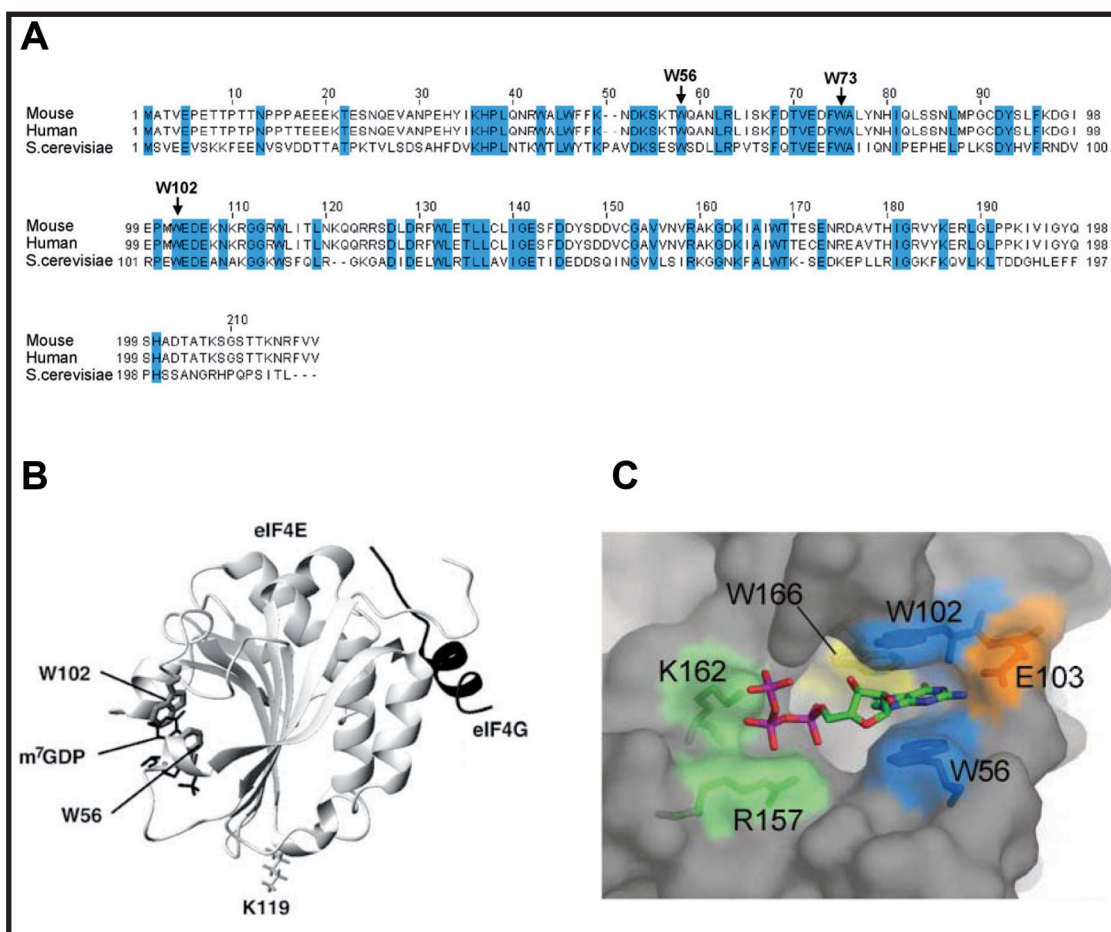 A
W56 W73
10 20 30 40 50 60 70 80 90
Mouse 1 MATVEPETTPTTNPPPAEEEKTESNQEVANPEHYIKHPLQNRWALWFFK--NDKSKTWQANLRLISKFDTVEDFWALYNHIQLSSNLMPGCDYSLFKDGI 98
Human 1 MATVEPETTPTPNPPTTEEEKTESNQEVANPEHYIKHPLQNRWALWFFK--NDKSKTWQANLRLISKFDTVEDFWALYNHIQLSSNLMPGCDYSLFKDGI 98
S.cerevisiae 1 MSVEEVSKKFEENVSVDDTTATPKTVLSDSAHFDVKHPLNTKWTLWYTKPAVDKSESWSDLLRPVTSFQTVEEFWAIIQNIPEPHELPLKSDYHVFRNDV 100
W102
110 120 130 140 150 160 170 180 190
Mouse 99 EPMWEDEKNKRGGRWLITLNKQQRRSDLDRFWLETLLCLIGESFDDYSDDVCGAVVNVRAKGDKIAIWTTESENRDAVTHIGRVYKERLGLPPKIVIGYQ 198
Human 99 EPMWEDEKNKRGGRWLITLNKQQRRSDLDRFWLETLLCLIGESFDDYSDDVCGAVVNVRAKGDKIAIWTTECENREAVTHIGRVYKERLGLPPKIVIGYQ 198
S.cerevisiae 101 RPEWEDEANAKGGKWSFQLR--GKGADIDELWLRTLLAVIGETIDEDDSQINGVVLSIRKGGNKFALWTK-SEDKEPLLRIGGKFKQVLKLTDDGHLEFF 197
210
Mouse 199 SHADTATKSGSTTKNRFVV
Human 199 SHADTATKSGSTTKNRFVV
S.cerevisiae 198 PHSSANGRHPQPSITL---
B
eIF4E
W102
m7GDP
W56
eIF4G
K119
C
W166
W102
K162
E103
W56
R157